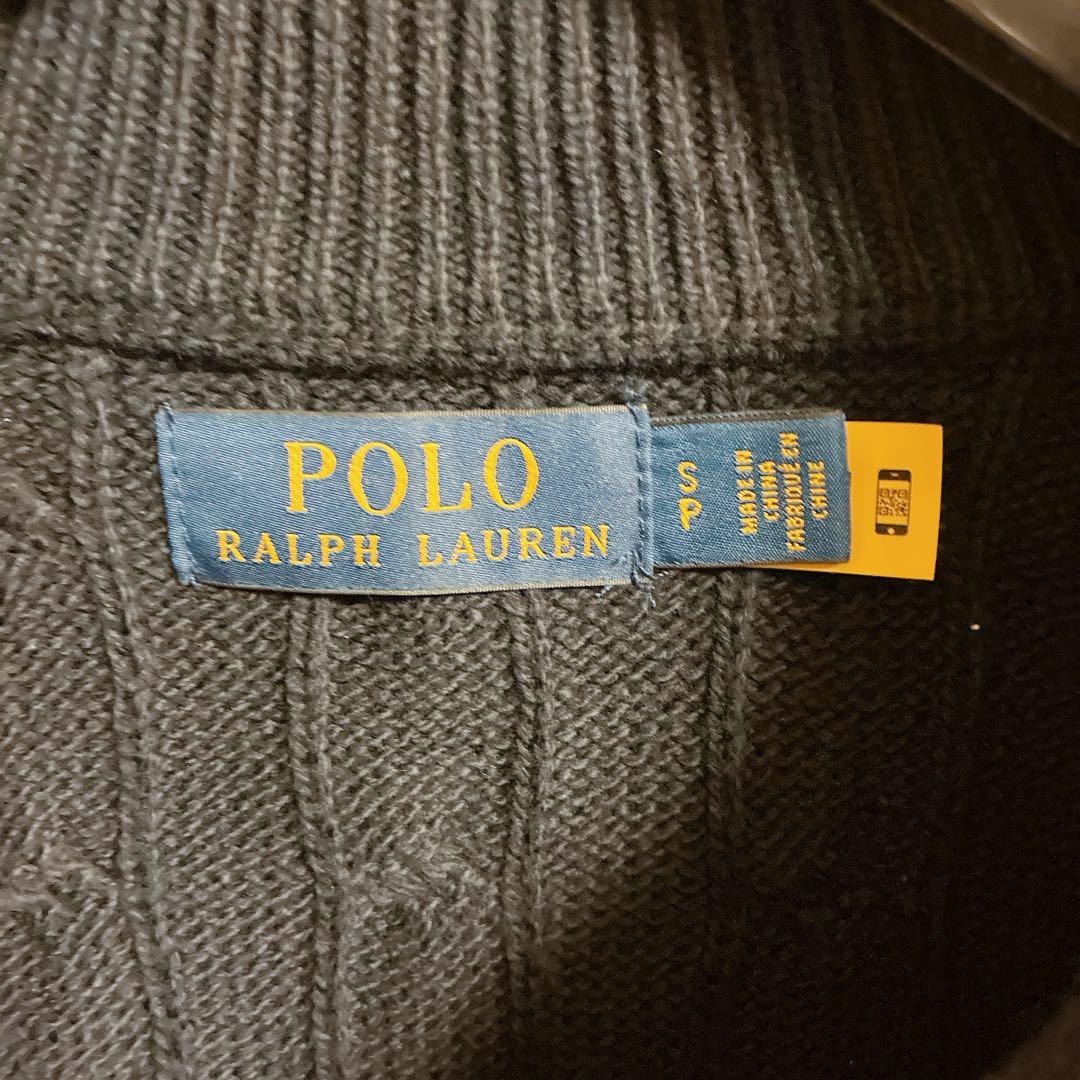 POLO
RALPH LAUREN
S
P
MADE IN
CHINA
FABRIQUÉ EN
CHINE